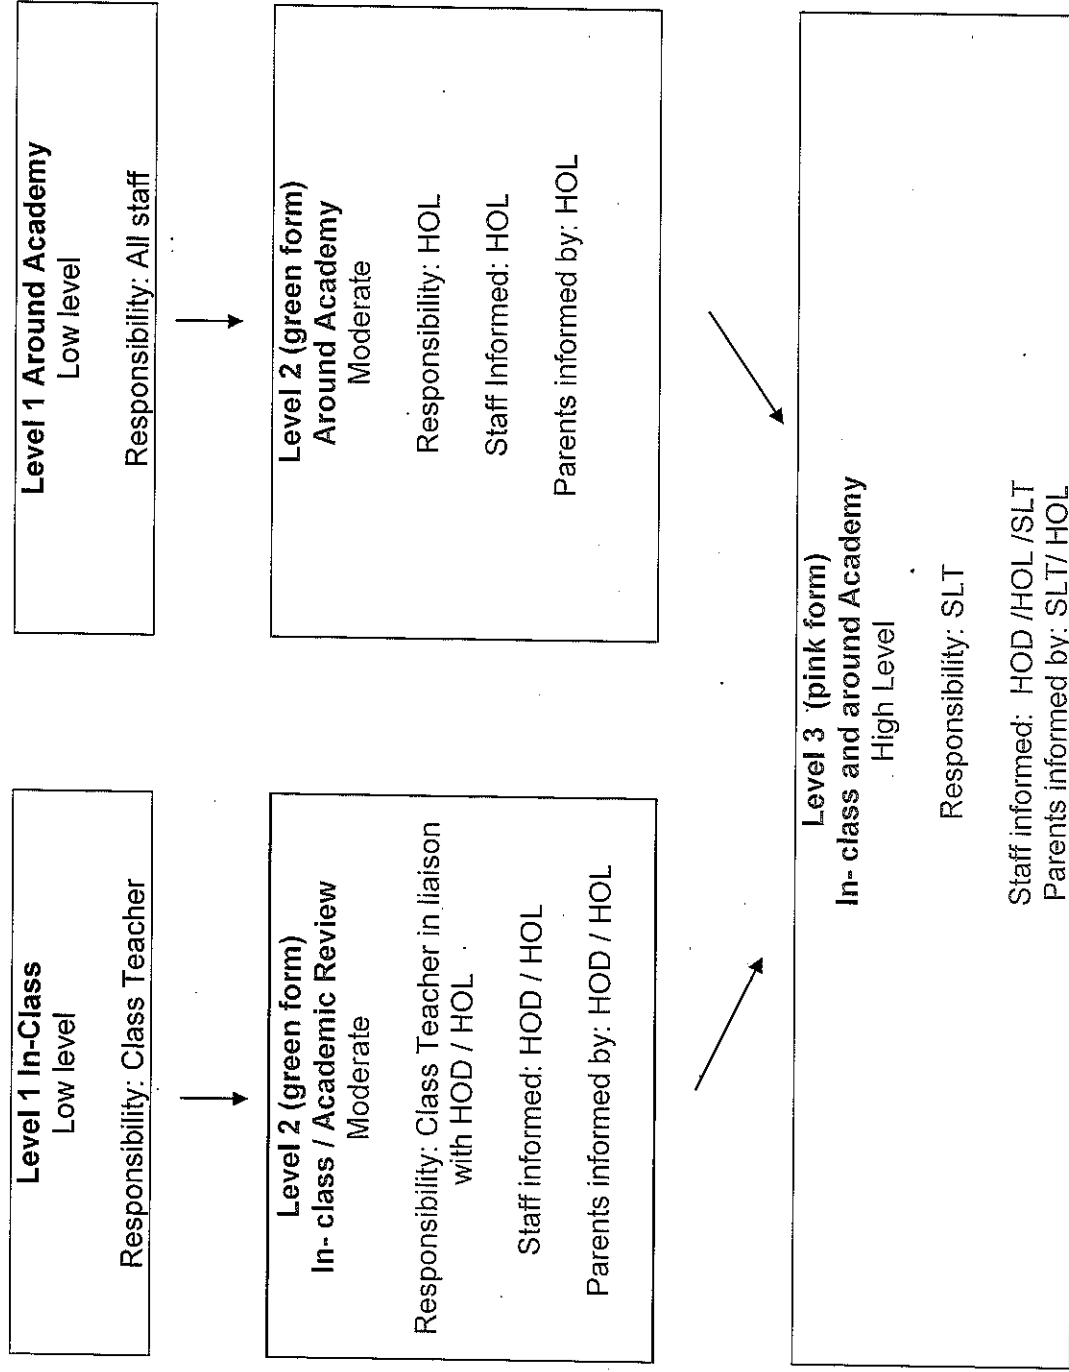 Level 1 In-Class
Low level
Responsibility: Class Teacher
Level 1 Around Academy
Low level
Responsibility: All staff
Level 2 (green form)
In- class / Academic Review
Moderate
Responsibility: Class Teacher in liaison
with HOD / HOL
Staff informed: HOD / HOL
Parents informed by: HOD / HOL
Level 2 (green form)
Around Academy
Moderate
Responsibility: HOL
Staff Informed: HOL
Parents informed by: HOL
Level 3 (pink form)
In- class and around Academy
High Level
Responsibility: SLT
Staff informed: HOD /HOL /SLT
Parents informed by: SLT/ HOL